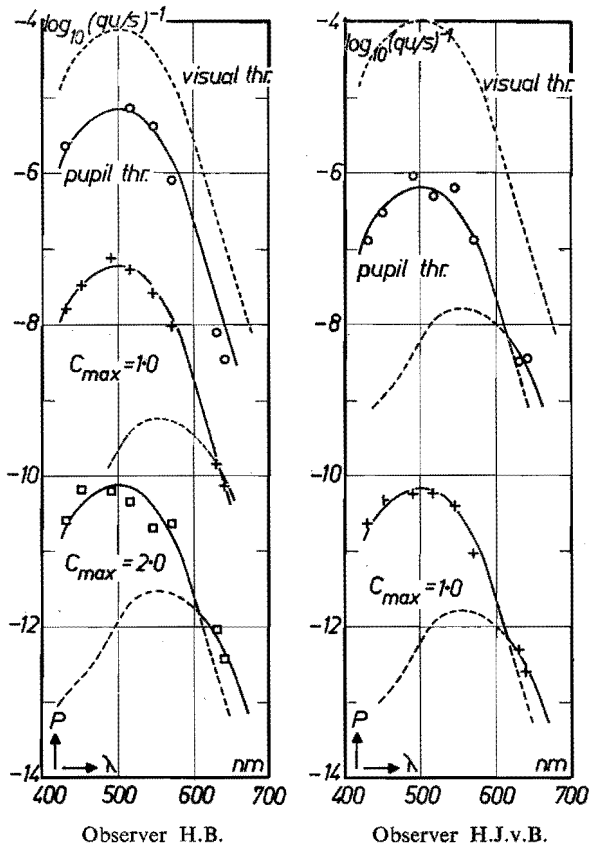 -4
-6
-8
-10
-12
-14
log₁₀(qu/s)⁻¹
visual thr.
pupil thr.
Cmax=1·0
Cmax=2·0
P
λ
nm
400
500
600
700
Observer H.B.
-4
-6
-8
-10
-12
-14
log₁₀(qu/s)⁻¹
visual thr.
pupil thr.
Cmax=1·0
P
λ
nm
400
500
600
700
Observer H.J.v.B.